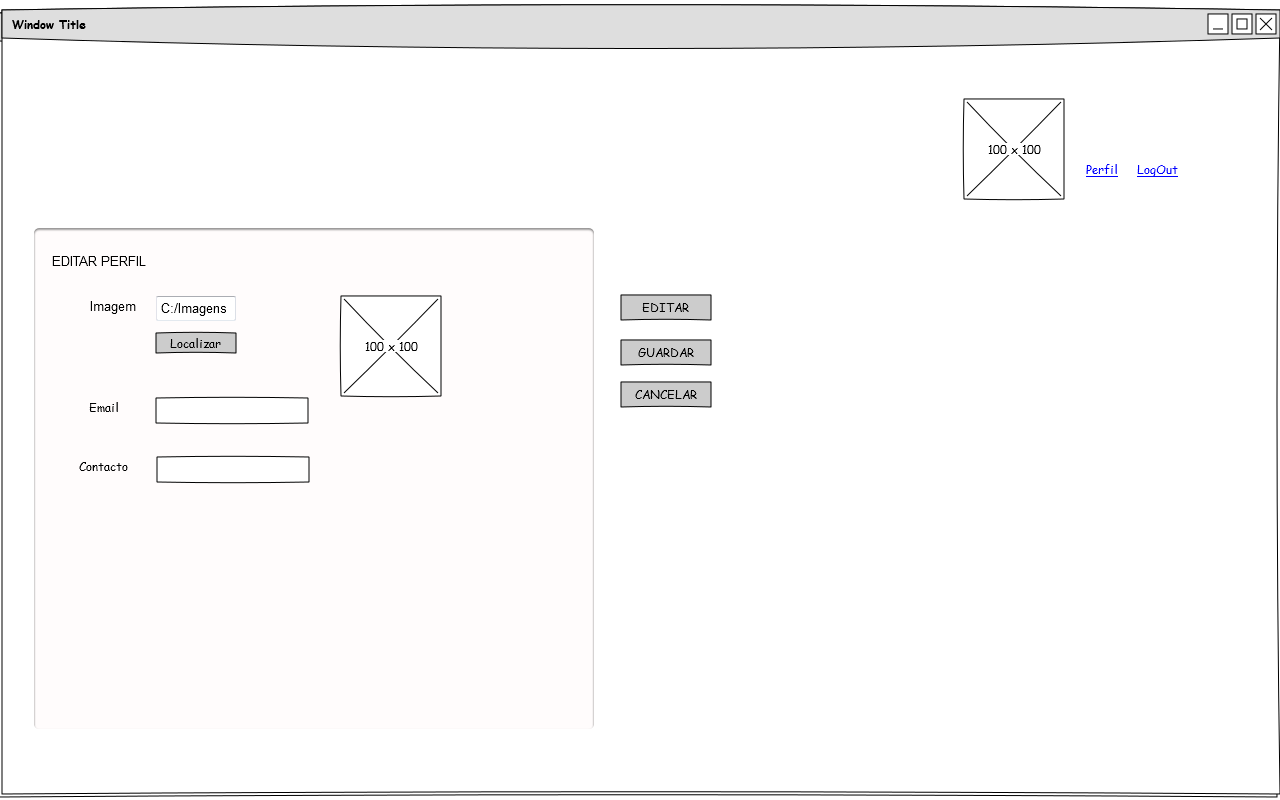 Window Title
100 x 100
Perfil LogOut
EDITAR PERFIL
Imagem C:/Imagens
Localizar
100 x 100
Email
Contacto
EDITAR
GUARDAR
CANCELAR